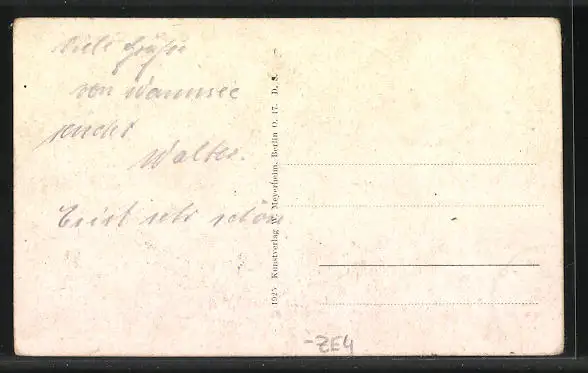 Viele Grüße
von Wannsee
sendet
Walter.
Es ist sehr schön
1925 Kunstverlag W. Meyerheim, Berlin O. 17. D. S.
-ZE4